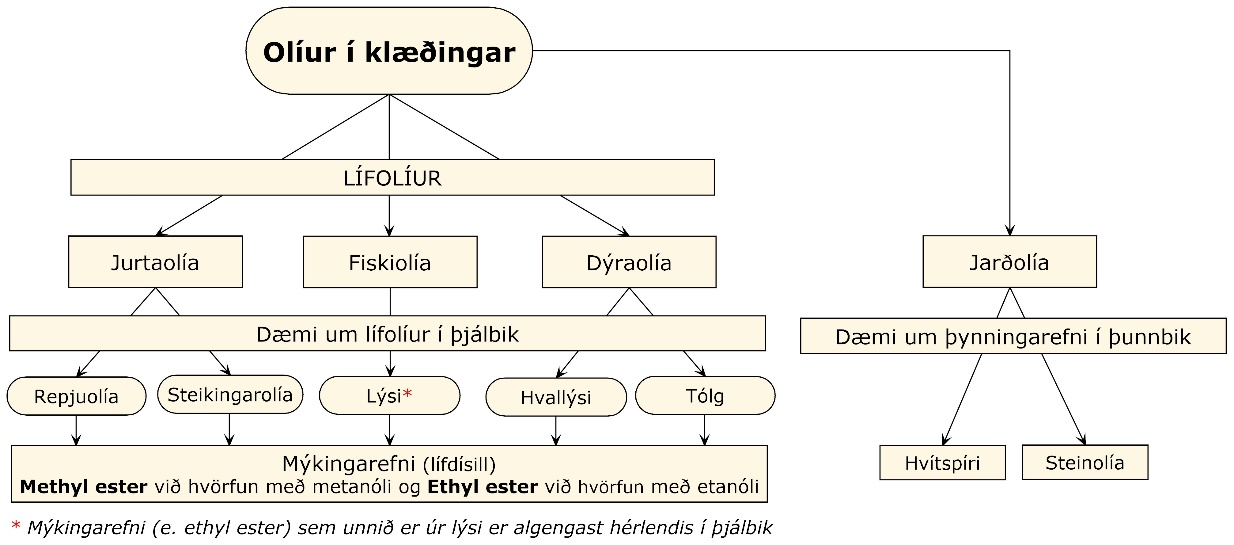 Olíur í klæðingar
LÍFOLÍUR
Jurtaolía
Fiskiolía
Dýraolía
Jarðolía
Dæmi um lífolíur í þjálbik
Dæmi um þynningarefni í þunnbik
Repjuolía
Steikingarolía
Lýsi*
Hvallýsi
Tólg
Hvítspíri
Steinolía
Mýkingarefni (lífdísill)
Methyl ester við hvörfun með metanóli og Ethyl ester við hvörfun með etanóli
* Mýkingarefni (e. ethyl ester) sem unnið er úr lýsi er algengast hérlendis í þjálbik